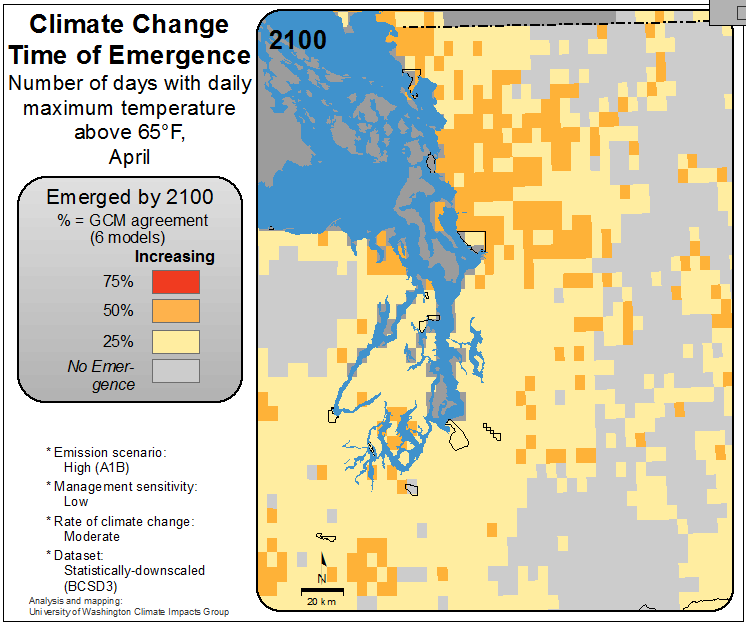 Climate Change
Time of Emergence
Number of days with daily
maximum temperature
above 65°F,
April
Emerged by 2100
% = GCM agreement
(6 models)
Increasing
75%
50%
25%
No Emer-
gence
* Emission scenario:
High (A1B)
* Management sensitivity:
Low
* Rate of climate change:
Moderate
* Dataset:
Statistically-downscaled
(BCSD3)
Analysis and mapping:
University of Washington Climate Impacts Group
2100
N
20 km